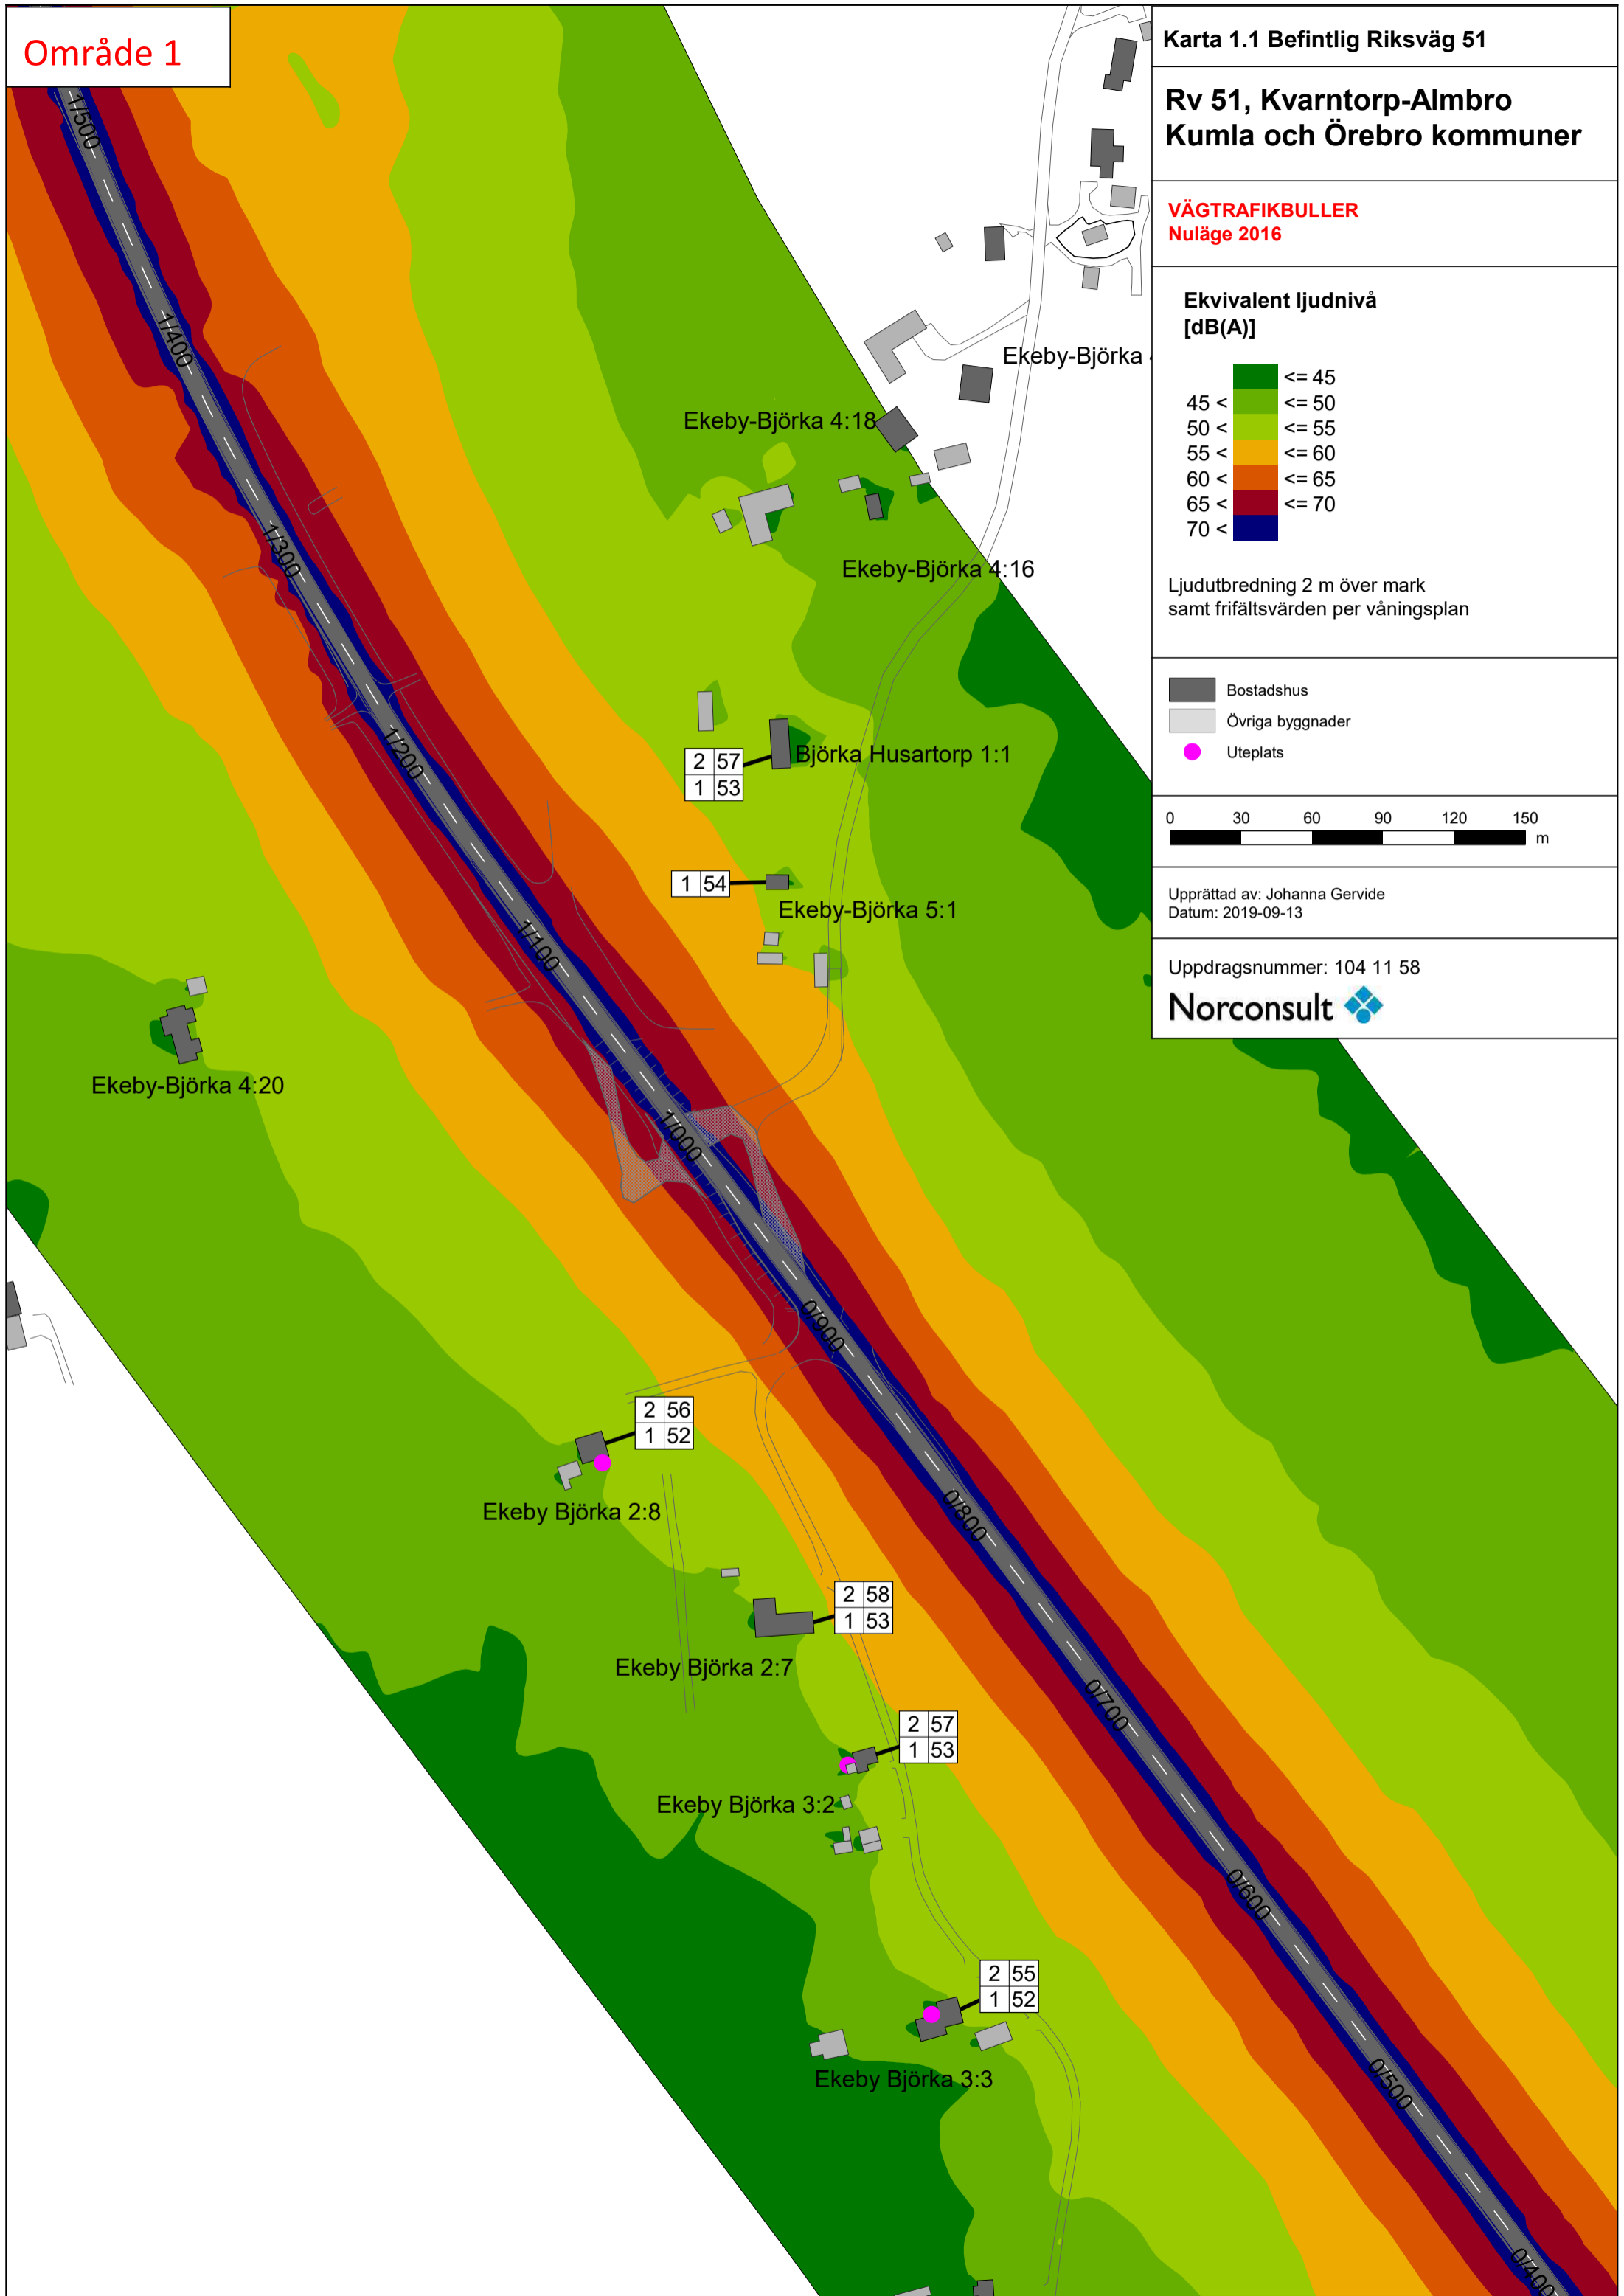 Område 1
Karta 1.1 Befintlig Riksväg 51
Rv 51, Kvarntorp-Almbro
Kumla och Örebro kommuner
VÄGTRAFIKBULLER
Nuläge 2016
Ekvivalent ljudnivå
[dB(A)]
<= 45
45 < <= 50
50 < <= 55
55 < <= 60
60 < <= 65
65 < <= 70
70 <
Ljudutbredning 2 m över mark
samt frifältsvärden per våningsplan
Bostadshus
Övriga byggnader
Uteplats
0 30 60 90 120 150
m
Upprättad av: Johanna Gervide
Datum: 2019-09-13
Uppdragsnummer: 104 11 58
Norconsult
1/500
1/400
Ekeby-Björka
Ekeby-Björka 4:18
1/300
Ekeby-Björka 4:16
1/200
Björka Husartorp 1:1
2 57
1 53
1 54
Ekeby-Björka 5:1
1/100
Ekeby-Björka 4:20
1/000
0/900
2 56
1 52
Ekeby Björka 2:8
0/800
2 58
1 53
Ekeby Björka 2:7
0/700
2 57
1 53
Ekeby Björka 3:2
0/600
2 55
1 52
Ekeby Björka 3:3
0/500
0/400